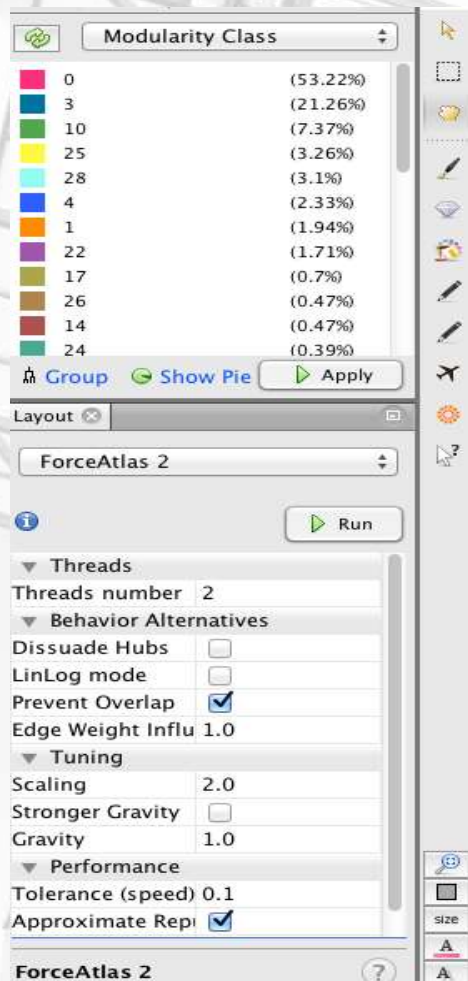 Modularity Class
0 (53.22%)
3 (21.26%)
10 (7.37%)
25 (3.26%)
28 (3.1%)
4 (2.33%)
1 (1.94%)
22 (1.71%)
17 (0.7%)
26 (0.47%)
14 (0.47%)
24 (0.39%)
Group Show Pie Apply
Layout
ForceAtlas 2
Run
Threads
Threads number 2
Behavior Alternatives
Dissuade Hubs
LinLog mode
Prevent Overlap
Edge Weight Influ 1.0
Tuning
Scaling 2.0
Stronger Gravity
Gravity 1.0
Performance
Tolerance (speed) 0.1
Approximate Rep
ForceAtlas 2 ?
?
size
A
A